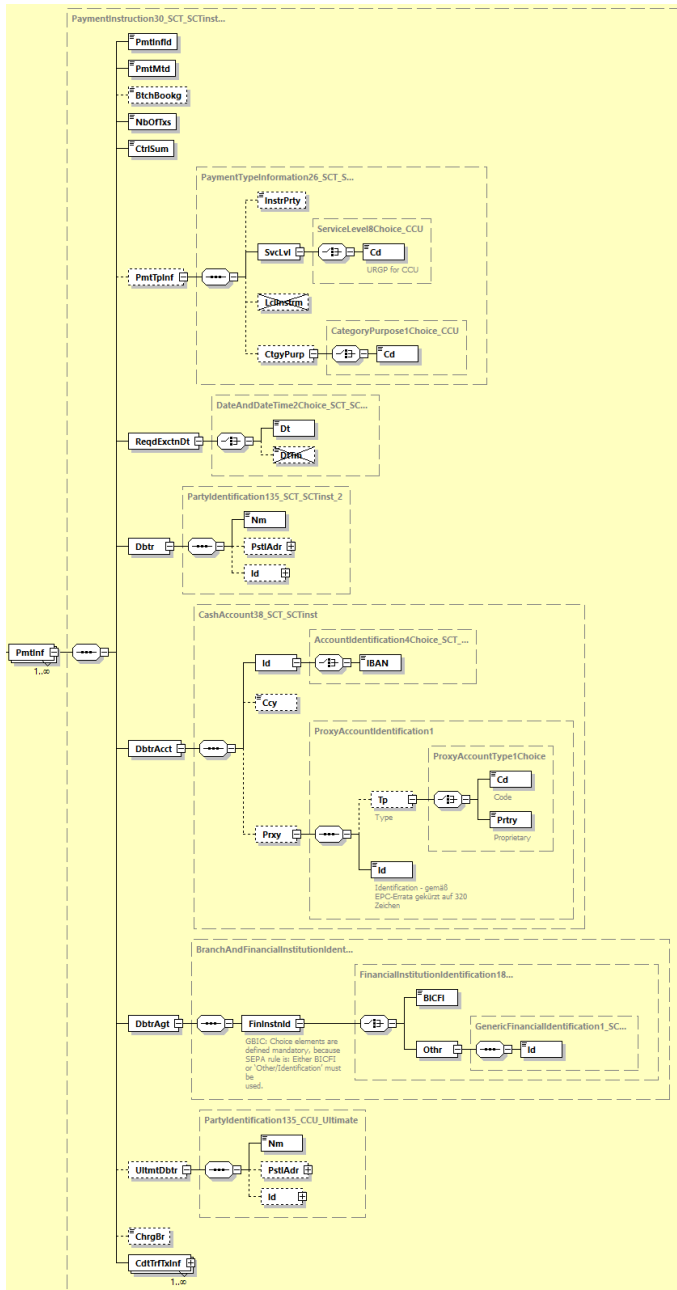 PaymentInstruction30_SCT_SCTinst...
PmtInfId
PmtMtd
BtchBookg
NbOfTxs
CtrlSum
PaymentTypeInformation26_SCT_S...
InstrPrty
ServiceLevel8Choice_CCU
SvcLvl
Cd
URGP for CCU
PmtTpInf
LclInstrm
CategoryPurpose1Choice_CCU
CtgyPurp
Cd
DateAndDateTime2Choice_SCT_SC...
Dt
ReqdExctnDt
DtTm
PartyIdentification135_SCT_SCTinst_2
Nm
Dbtr
PstlAdr
Id
CashAccount38_SCT_SCTinst
AccountIdentification4Choice_SCT_...
Id
IBAN
PmtInf
1..∞
Ccy
ProxyAccountIdentification1
DbtrAcct
ProxyAccountType1Choice
Cd
Code
Tp
Type
Prtry
Proprietary
Prxy
Id
Identification - gemäß
EPC-Errata gekürzt auf 320
Zeichen
BranchAndFinancialInstitutionIdent...
FinancialInstitutionIdentification18...
BICFI
DbtrAgt
FinInstnId
GenericFinancialIdentification1_SC...
Othr
Id
GBIC: Choice elements are
defined mandatory, because
SEPA rule is: Either BICFI
or 'Other/Identification' must
be
used.
PartyIdentification135_CCU_Ultimate
Nm
UltmtDbtr
PstlAdr
Id
ChrgBr
CdtTrfTxInf
1..∞